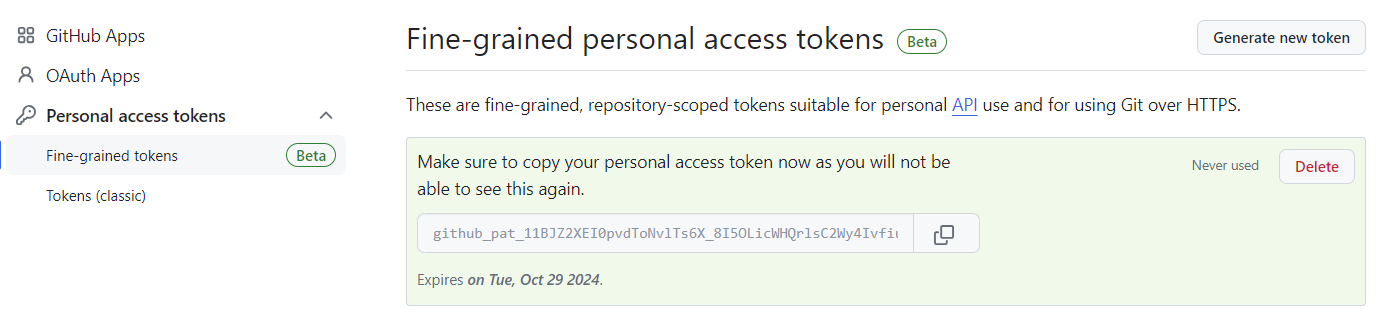 GitHub Apps
OAuth Apps
Personal access tokens
Fine-grained tokens Beta
Tokens (classic)
Fine-grained personal access tokens Beta
Generate new token
These are fine-grained, repository-scoped tokens suitable for personal API use and for using Git over HTTPS.
Make sure to copy your personal access token now as you will not be
able to see this again.
Never used
Delete
github_pat_11BJZ2XEI0pvdToNvlTs6X_8I5OLicWHQrlsC2Wy4Ivfi
Expires on Tue, Oct 29 2024.